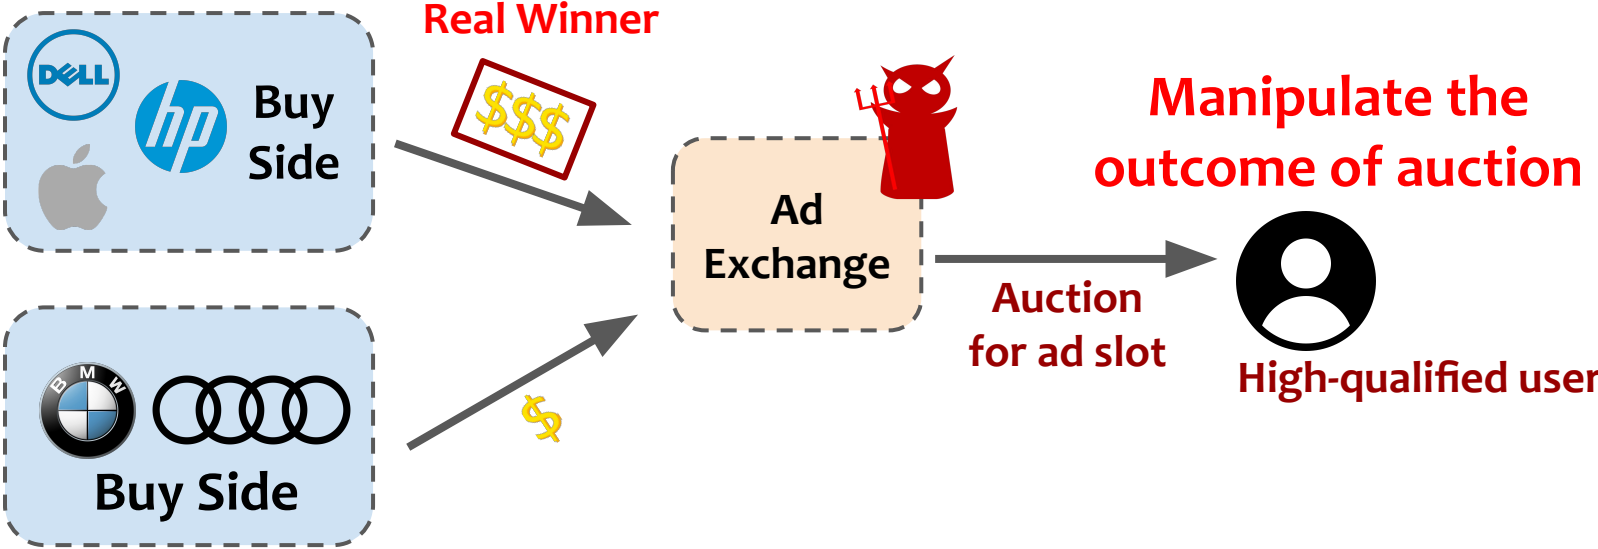 Real Winner
DELL
hp
Buy
Side
$$$
Manipulate the
outcome of auction
Ad
Exchange
Auction
for ad slot
High-qualified user
BMW
Buy Side
$